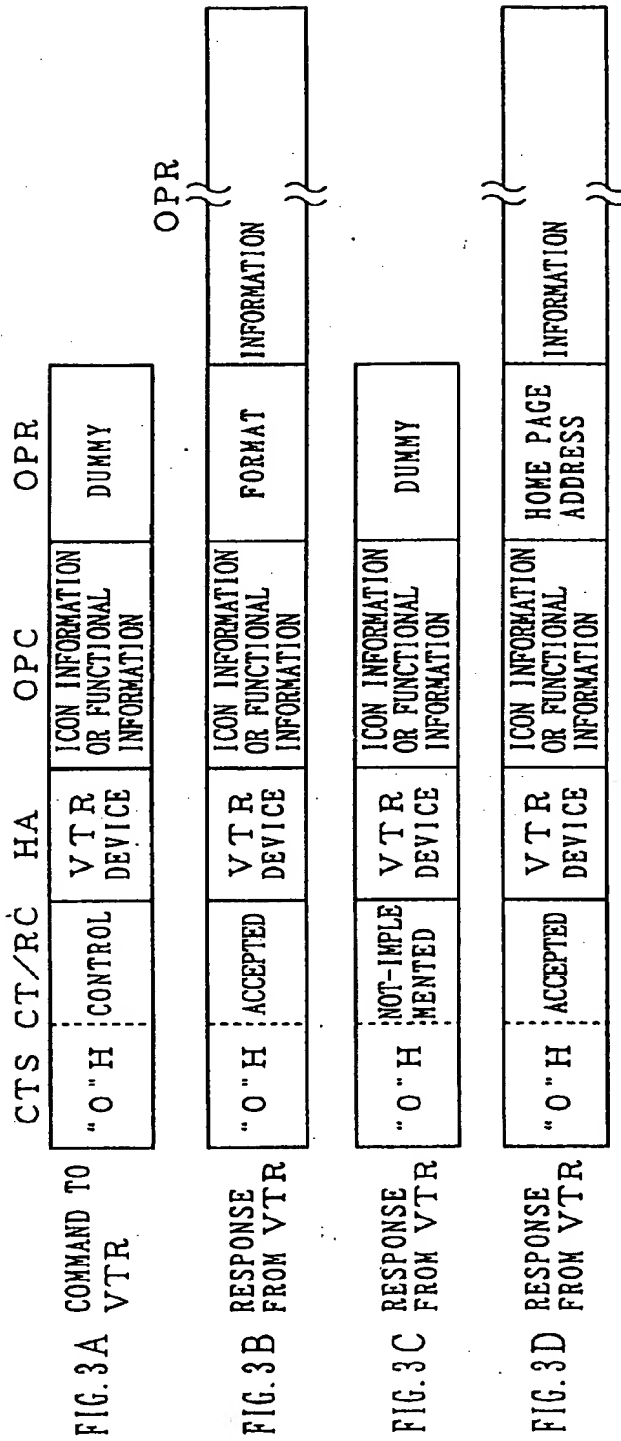 CTS CT/RC HA OPC OPR
FIG.3A COMMAND TO
VTR
"0"H
CONTROL
VTR
DEVICE
ICON INFORMATION
OR FUNCTIONAL
INFORMATION
DUMMY
OPR
FIG.3B RESPONSE
FROM VTR
"0"H
ACCEPTED
VTR
DEVICE
ICON INFORMATION
OR FUNCTIONAL
INFORMATION
FORMAT
INFORMATION
FIG.3C RESPONSE
FROM VTR
"0"H
NOT-IMPLE
MENTED
VTR
DEVICE
ICON INFORMATION
OR FUNCTIONAL
INFORMATION
DUMMY
FIG.3D RESPONSE
FROM VTR
"0"H
ACCEPTED
VTR
DEVICE
ICON INFORMATION
OR FUNCTIONAL
INFORMATION
HOME PAGE
ADDRESS
INFORMATION